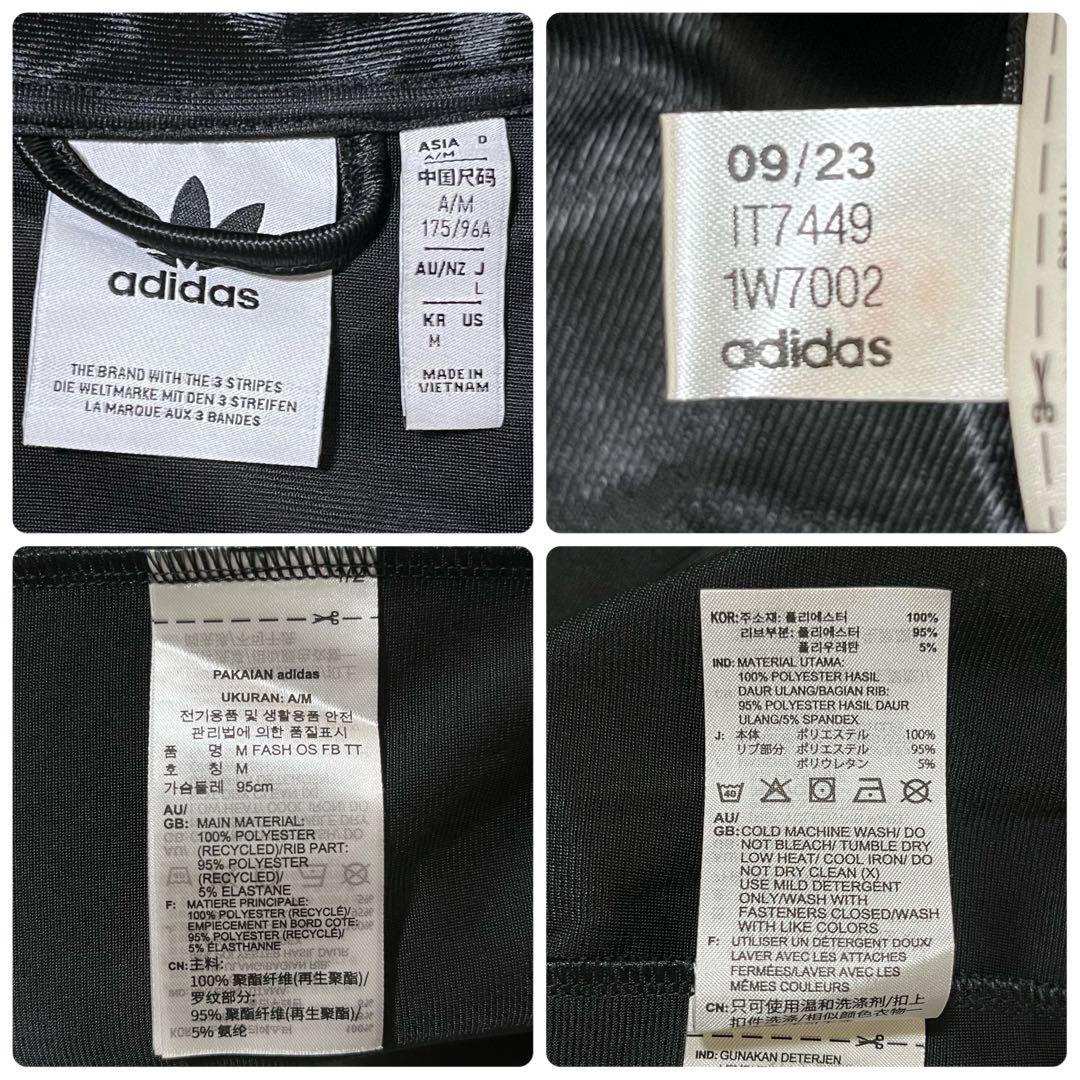 adidas
THE BRAND WITH THE 3 STRIPES
DIE WELTMARKE MIT DEN 3 STREIFEN
LA MARQUE AUX 3 BANDES
ASIA D
A/M
中国尺码
A/M
175/96A
AU/NZ J
L
KR US
M
MADE IN
VIETNAM
09/23
IT7449
1W7002
adidas
PAKAIAN adidas
UKURAN: A/M
전기용품 및 생활용품 안전
관리법에 의한 품질표시
품 명 M FASH OS FB TT
호 칭 M
가슴둘레 95cm
AU/
GB: MAIN MATERIAL:
100% POLYESTER
(RECYCLED)/RIB PART:
95% POLYESTER
(RECYCLED)/
5% ELASTANE
F: MATIERE PRINCIPALE:
100% POLYESTER (RECYCLÉ)/
EMPIECEMENT EN BORD COTE:
95% POLYESTER (RECYCLÉ)/
5% ÉLASTHANNE
CN: 主料:
100% 聚酯纤维(再生聚酯)/
罗纹部分:
95% 聚酯纤维(再生聚酯)/
5% 氨纶
KOR: 주소재: 폴리에스터 100%
리브부분: 폴리에스터 95%
폴리우레탄 5%
IND: MATERIAL UTAMA:
100% POLYESTER HASIL
DAUR ULANG/BAGIAN RIB:
95% POLYESTER HASIL DAUR
ULANG/5% SPANDEX
J: 本体 ポリエステル 100%
リブ部分 ポリエステル 95%
ポリウレタン 5%
40
AU/
GB: COLD MACHINE WASH/ DO
NOT BLEACH/ TUMBLE DRY
LOW HEAT/ COOL IRON/ DO
NOT DRY CLEAN (X)
USE MILD DETERGENT
ONLY/WASH WITH
FASTENERS CLOSED/WASH
WITH LIKE COLORS
F: UTILISER UN DÉTERGENT DOUX/
LAVER AVEC LES ATTACHES
FERMÉES/LAVER AVEC LES
MÊMES COULEURS
CN: 只可使用温和洗涤剂/扣上
扣件洗涤/相似颜色衣物
IND: GUNAKAN DETERJEN